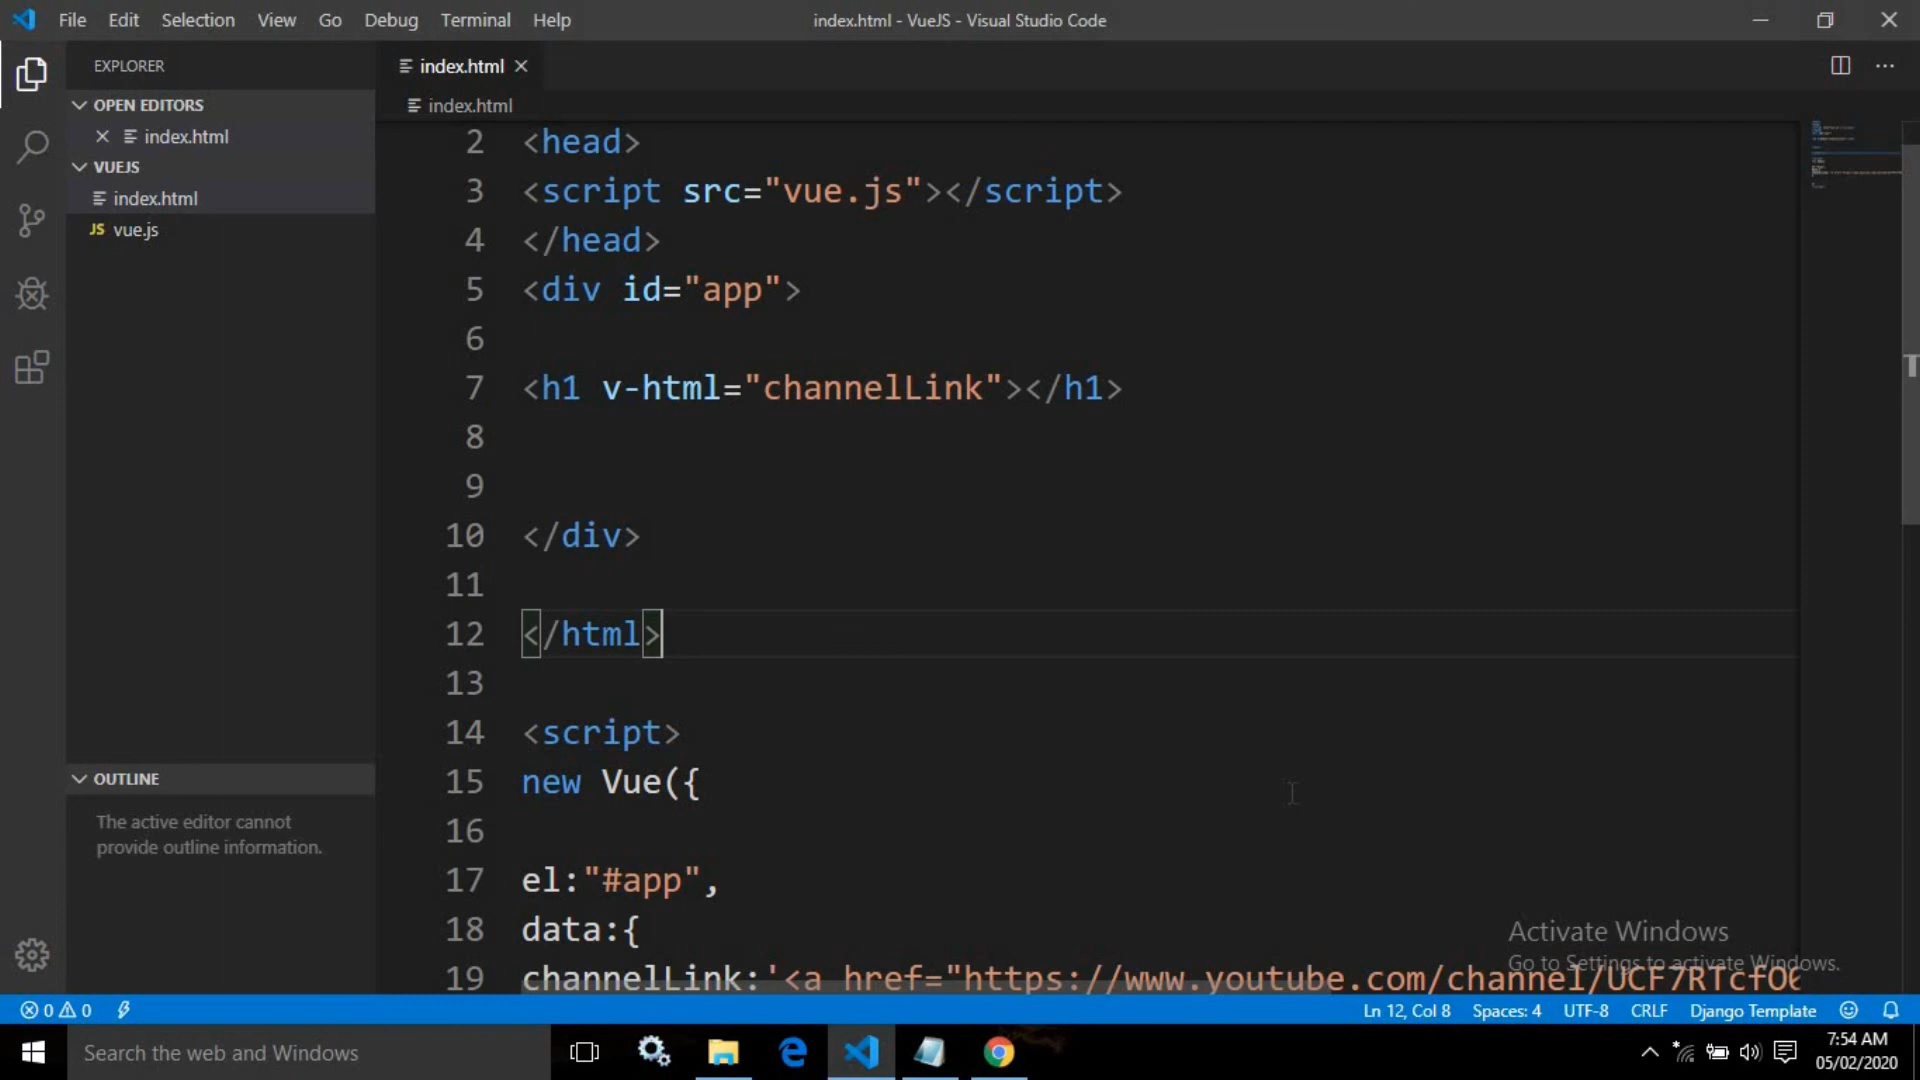 File Edit Selection View Go Debug Terminal Help
index.html - VueJS - Visual Studio Code
EXPLORER
OPEN EDITORS
index.html
VUEJS
index.html
JS vue.js
OUTLINE
The active editor cannot
provide outline information.
index.html
index.html
2 <head>
3 <script src="vue.js"></script>
4 </head>
5 <div id="app">
6
7 <h1 v-html="channelLink"></h1>
8
9
10 </div>
11
12 </html>
13
14 <script>
15 new Vue({
16
17 el:"#app",
18 data:{
19 channelLink:'<a href="https://www.youtube.com/channel/UCF7RTcfO
Activate Windows
Go to Settings to activate Windows.
0 0
Ln 12, Col 8 Spaces: 4 UTF-8 CRLF Django Template
Search the web and Windows
7:54 AM
05/02/2020